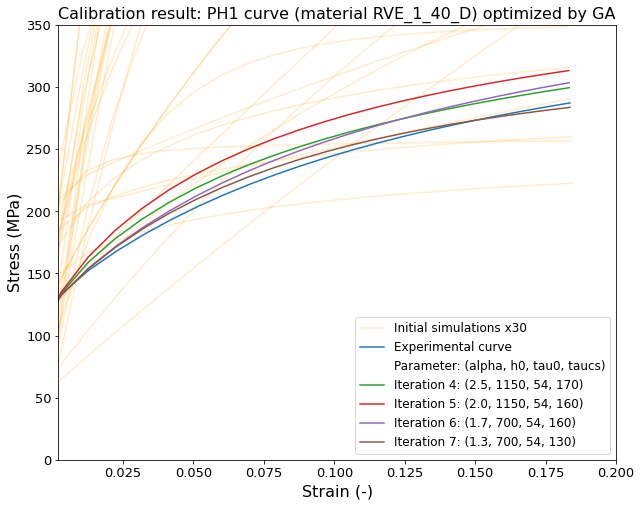 Calibration result: PH1 curve (material RVE_1_40_D) optimized by GA
350
300
250
200
150
100
50
0
Stress (MPa)
Initial simulations x30
Experimental curve
Parameter: (alpha, h0, tau0, taucs)
Iteration 4: (2.5, 1150, 54, 170)
Iteration 5: (2.0, 1150, 54, 160)
Iteration 6: (1.7, 700, 54, 160)
Iteration 7: (1.3, 700, 54, 130)
0.025 0.050 0.075 0.100 0.125 0.150 0.175 0.200
Strain (-)